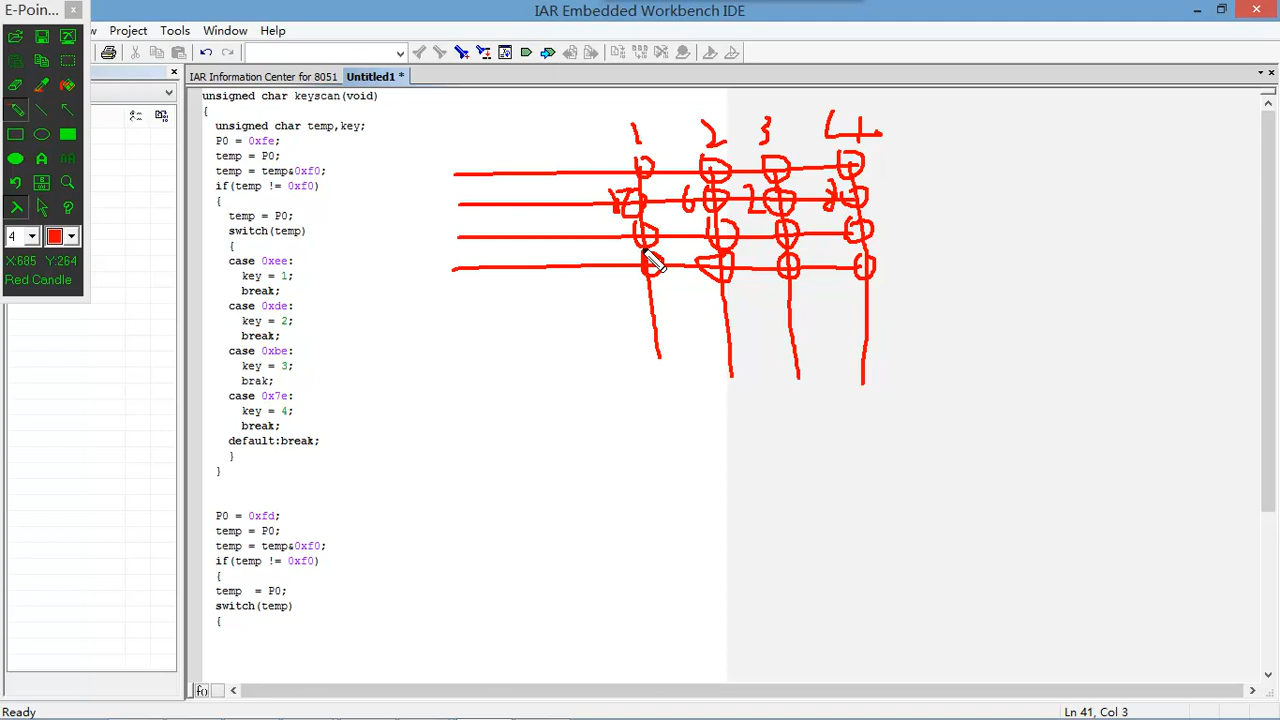 E-Poin...
IAR Embedded Workbench IDE
Project Tools Window Help
IAR Information Center for 8051 Untitled1 *
unsigned char keyscan(void)
{
unsigned char temp,key;
P0 = 0xfe;
temp = P0;
temp = temp&0xf0;
if(temp != 0xf0)
{
temp = P0;
switch(temp)
{
case 0xee:
key = 1;
break;
case 0xde:
key = 2;
break;
case 0xbe:
key = 3;
brak;
case 0x7e:
key = 4;
break;
default:break;
}
}
P0 = 0xfd;
temp = P0;
temp = temp&0xf0;
if(temp != 0xf0)
{
temp = P0;
switch(temp)
{
1 2 3 4
6
4
X:685
Y:264
Red Candle
Ready
Ln 41, Col 3